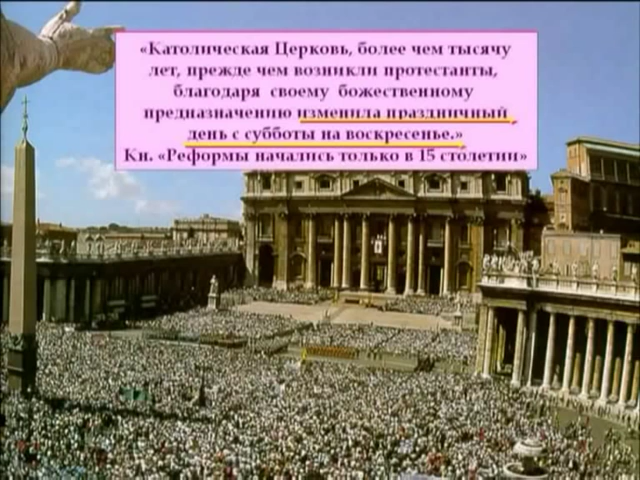 «Католическая Церковь, более чем тысячу
лет, прежде чем возникли протестанты,
благодаря своему божественному
предназначению изменила праздничный
день с субботы на воскресенье.»
Кн. «Реформы начались только в 15 столетии»